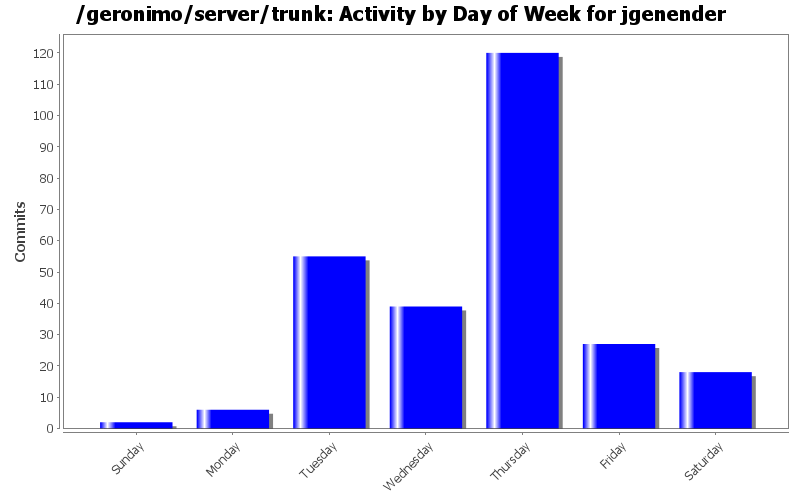 /geronimo/server/trunk: Activity by Day of Week for jgenender
120
110
100
90
80
70
60
50
40
30
20
10
0
Commits
Sunday
Monday
Tuesday
Wednesday
Thursday
Friday
Saturday